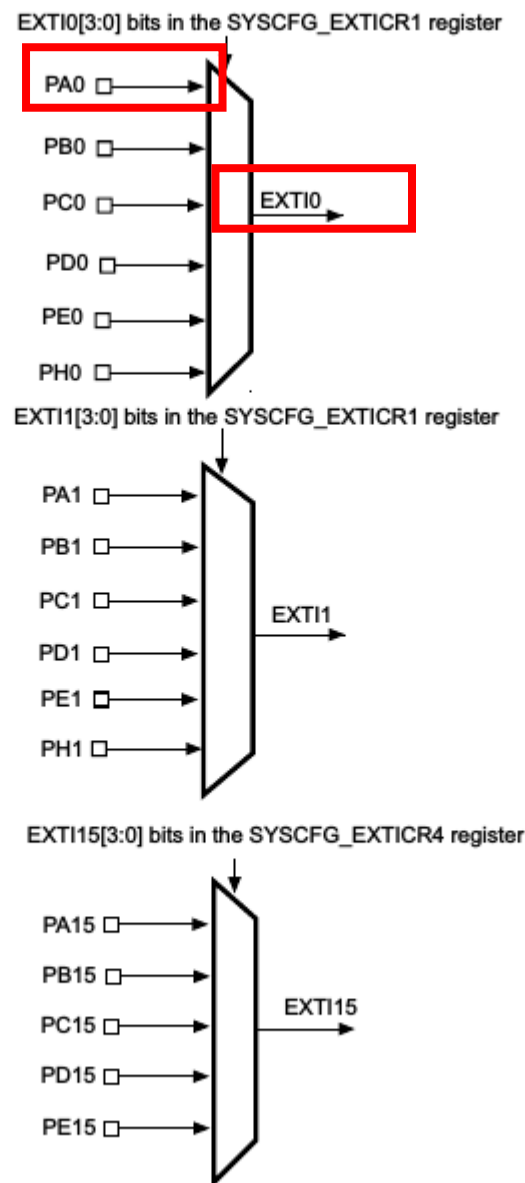 EXTI0[3:0] bits in the SYSCFG_EXTICR1 register
PA0
PB0
PC0
EXTI0
PD0
PE0
PH0
EXTI1[3:0] bits in the SYSCFG_EXTICR1 register
PA1
PB1
PC1
EXTI1
PD1
PE1
PH1
EXTI15[3:0] bits in the SYSCFG_EXTICR4 register
PA15
PB15
PC15
EXTI15
PD15
PE15